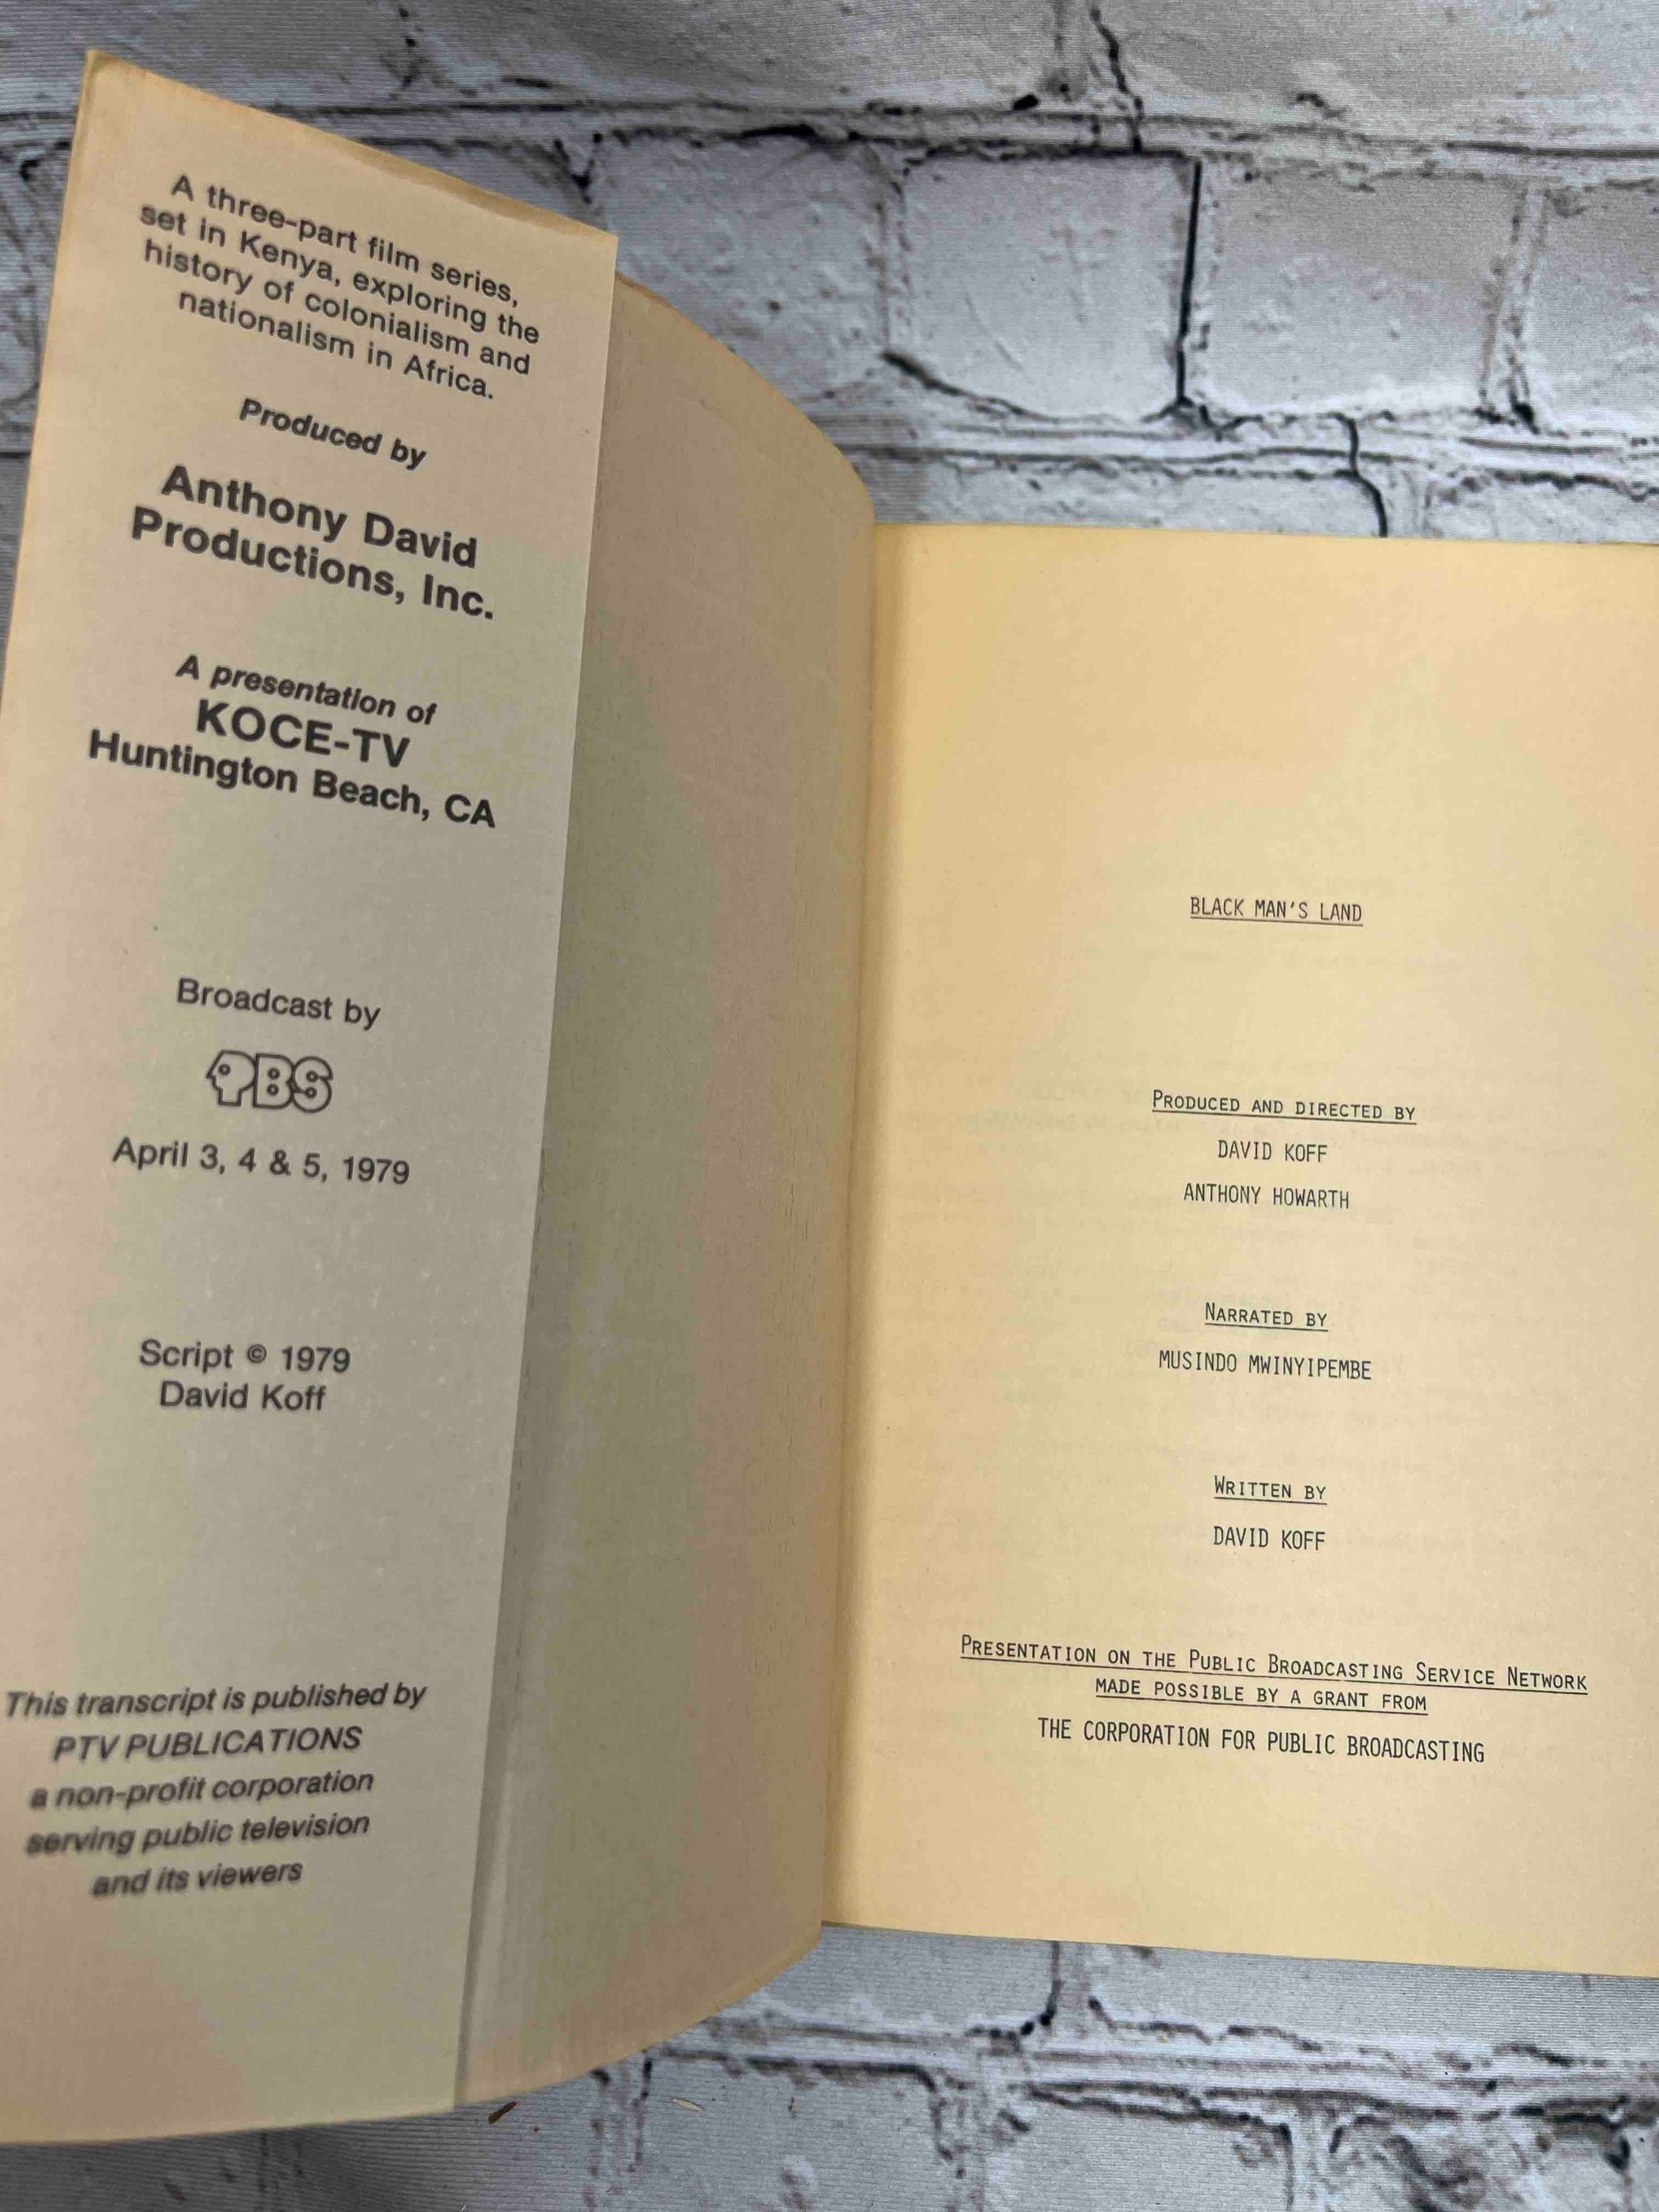 A three-part film series,
set in Kenya, exploring the
history of colonialism and
nationalism in Africa.
Produced by
Anthony David
Productions, Inc.
A presentation of
KOCE-TV
Huntington Beach, CA
Broadcast by
PBS
April 3, 4 & 5, 1979
Script © 1979
David Koff
This transcript is published by
PTV PUBLICATIONS
a non-profit corporation
serving public television
and its viewers
BLACK MAN'S LAND
PRODUCED AND DIRECTED BY
DAVID KOFF
ANTHONY HOWARTH
NARRATED BY
MUSINDO MWINYIPEMBE
WRITTEN BY
DAVID KOFF
PRESENTATION ON THE PUBLIC BROADCASTING SERVICE NETWORK
MADE POSSIBLE BY A GRANT FROM
THE CORPORATION FOR PUBLIC BROADCASTING